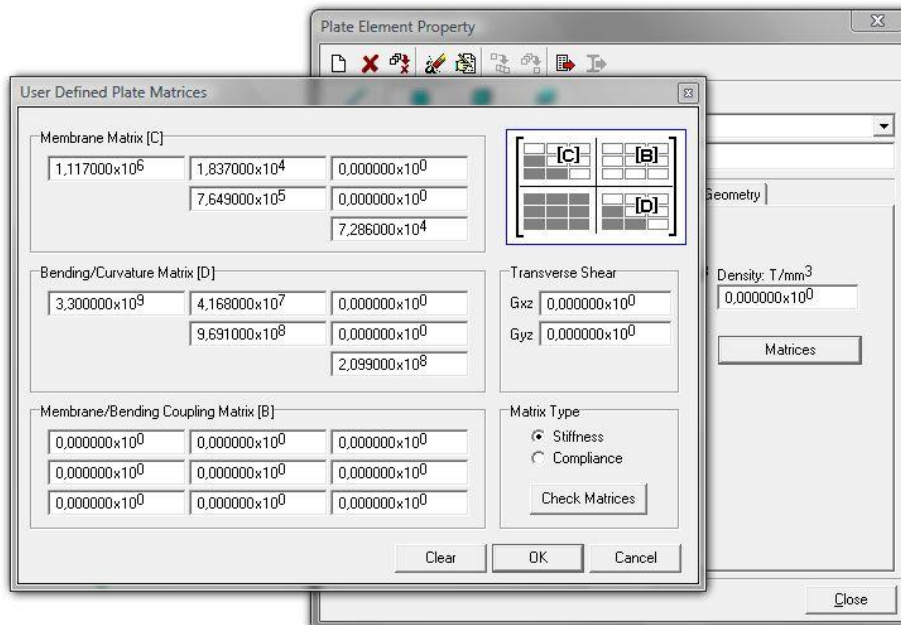 Plate Element Property
User Defined Plate Matrices
Membrane Matrix [C]
1,117000x10^6 1,837000x10^4 0,000000x10^0
7,649000x10^5 0,000000x10^0
7,286000x10^4
[C] [B]
[D]
Geometry
Bending/Curvature Matrix [D]
3,300000x10^9 4,168000x10^7 0,000000x10^0
9,691000x10^8 0,000000x10^0
2,099000x10^8
Transverse Shear
Gxz 0,000000x10^0
Gyz 0,000000x10^0
Density: T/mm^3
0,000000x10^0
Matrices
Membrane/Bending Coupling Matrix [B]
0,000000x10^0 0,000000x10^0 0,000000x10^0
0,000000x10^0 0,000000x10^0 0,000000x10^0
0,000000x10^0 0,000000x10^0 0,000000x10^0
Matrix Type
Stiffness
Compliance
Check Matrices
Clear OK Cancel
Close